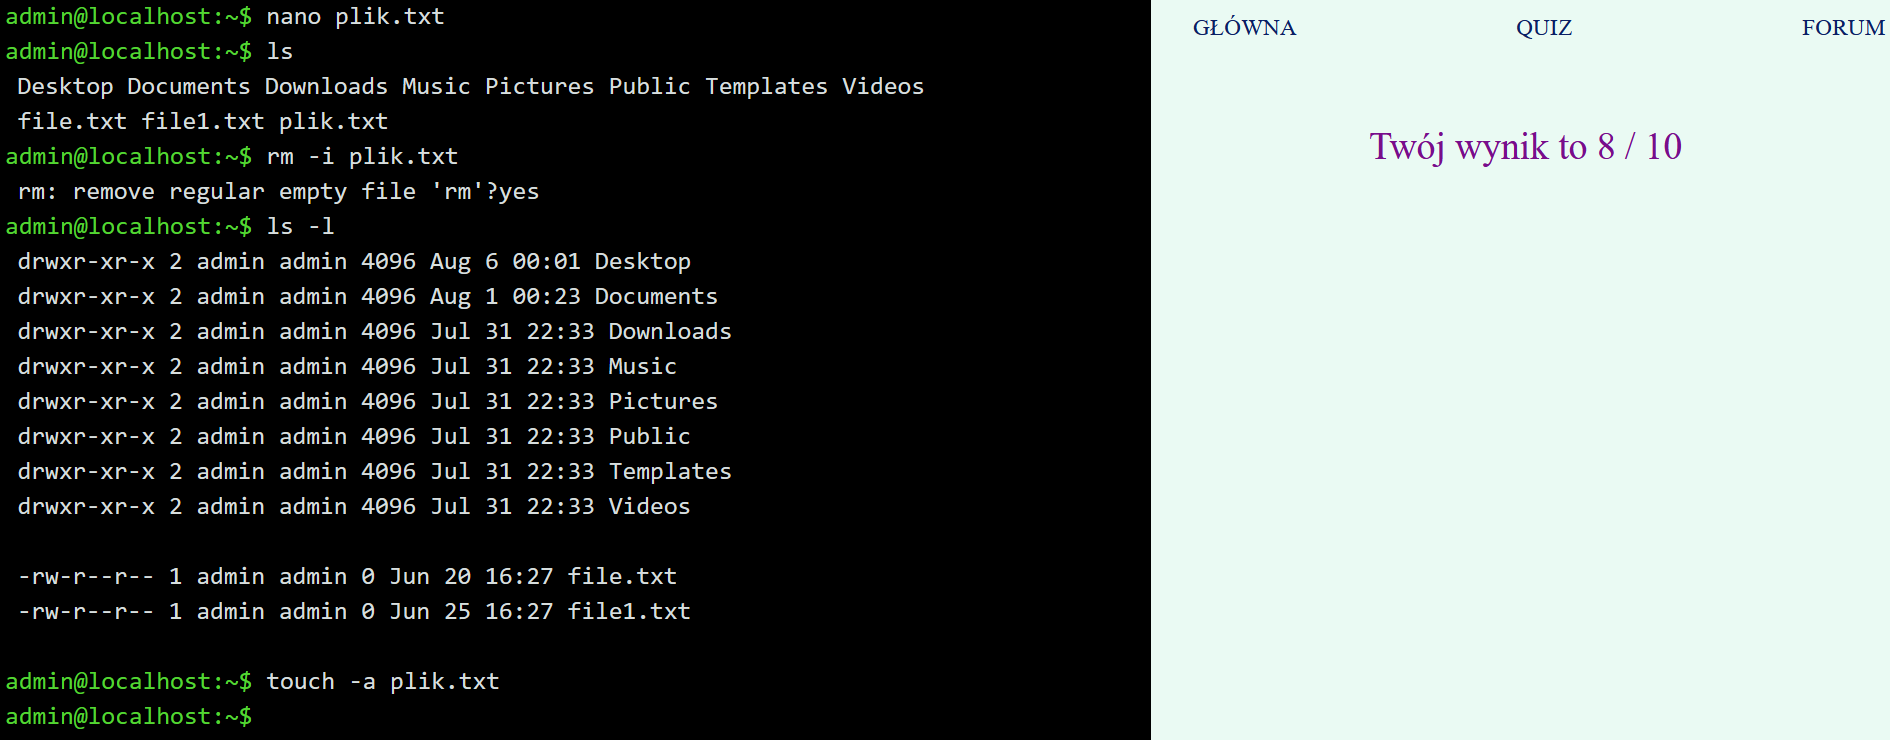 admin@localhost:~$ nano plik.txt
admin@localhost:~$ ls
Desktop Documents Downloads Music Pictures Public Templates Videos
file.txt file1.txt plik.txt
admin@localhost:~$ rm -i plik.txt
rm: remove regular empty file 'rm'?yes
admin@localhost:~$ ls -l
drwxr-xr-x 2 admin admin 4096 Aug 6 00:01 Desktop
drwxr-xr-x 2 admin admin 4096 Aug 1 00:23 Documents
drwxr-xr-x 2 admin admin 4096 Jul 31 22:33 Downloads
drwxr-xr-x 2 admin admin 4096 Jul 31 22:33 Music
drwxr-xr-x 2 admin admin 4096 Jul 31 22:33 Pictures
drwxr-xr-x 2 admin admin 4096 Jul 31 22:33 Public
drwxr-xr-x 2 admin admin 4096 Jul 31 22:33 Templates
drwxr-xr-x 2 admin admin 4096 Jul 31 22:33 Videos
-rw-r--r-- 1 admin admin 0 Jun 20 16:27 file.txt
-rw-r--r-- 1 admin admin 0 Jun 25 16:27 file1.txt
admin@localhost:~$ touch -a plik.txt
admin@localhost:~$
GŁÓWNA QUIZ FORUM
Twój wynik to 8 / 10